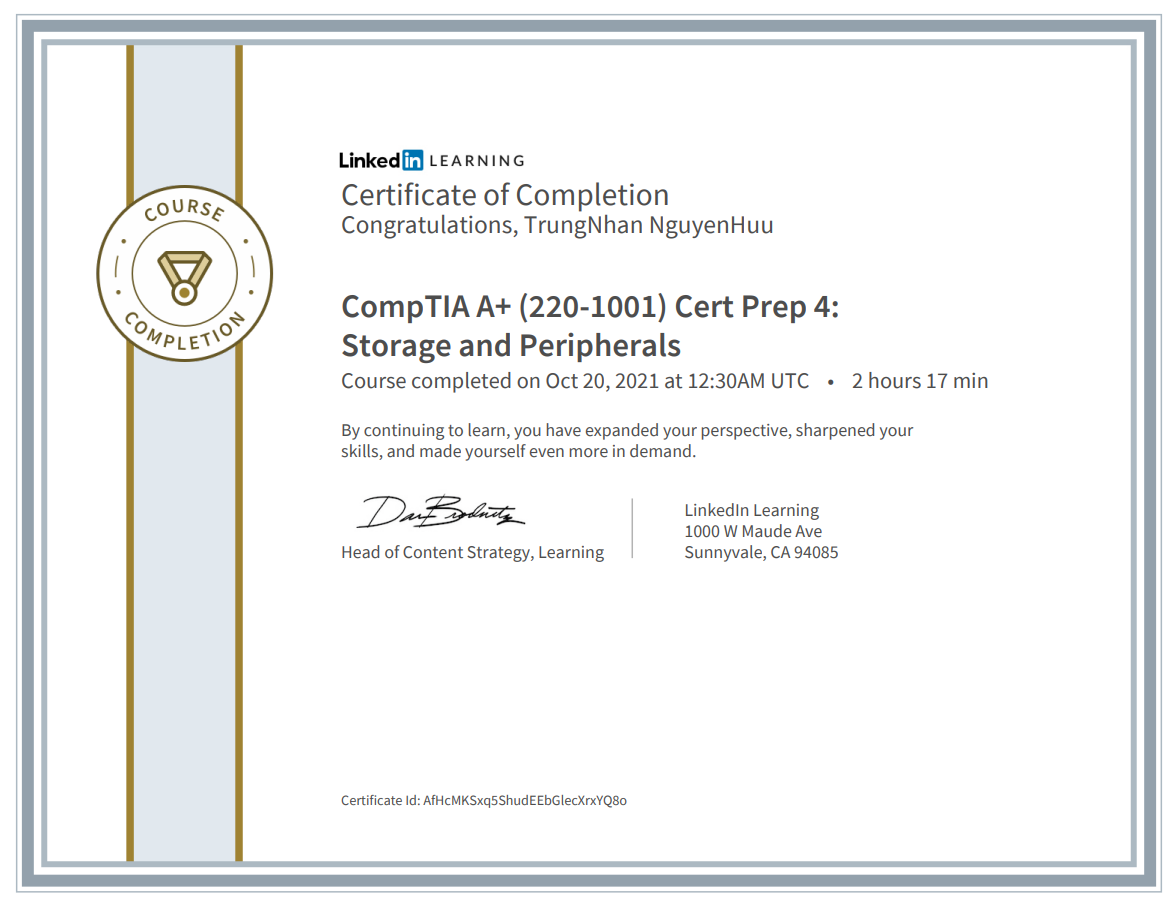 COURSE
COMPLETION
Linked in LEARNING
Certificate of Completion
Congratulations, TrungNhan NguyenHuu
CompTIA A+ (220-1001) Cert Prep 4:
Storage and Peripherals
Course completed on Oct 20, 2021 at 12:30AM UTC • 2 hours 17 min
By continuing to learn, you have expanded your perspective, sharpened your
skills, and made yourself even more in demand.
Head of Content Strategy, Learning
LinkedIn Learning
1000 W Maude Ave
Sunnyvale, CA 94085
Certificate Id: AfHcMKSxq5ShudEEbGlecXrxYQ8o